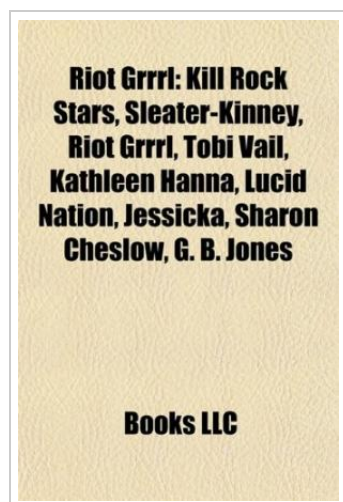 Riot Grrrl: Kill Rock
Stars, Sleater-Kinney,
Riot Grrrl, Tobi Vail,
Kathleen Hanna, Lucid
Nation, Jessicka, Sharon
Cheslow, G. B. Jones
Books LLC